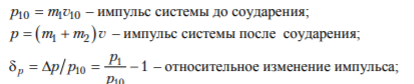 p₁₀ = m₁v₁₀ – импульс системы до соударения;
p = (m₁ + m₂) v – импульс системы после соударения;
δₚ = Δp/p₁₀ = p₁/p₁₀ – 1 – относительное изменение импульса;